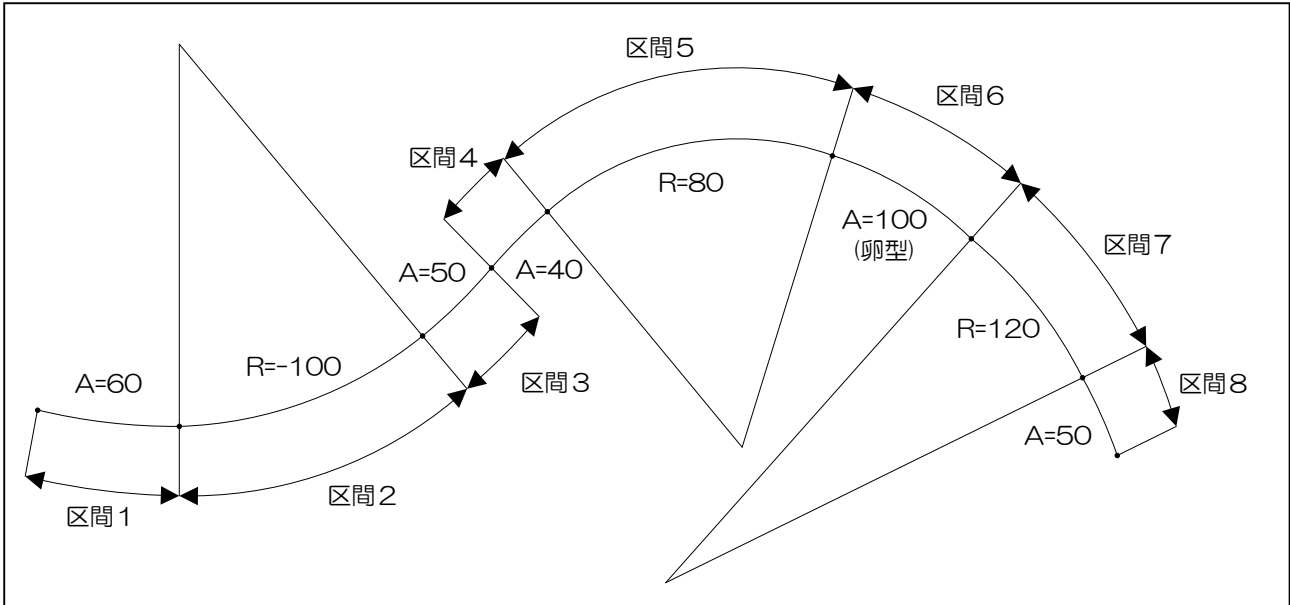 区間1
A=60
R=-100
区間2
A=50
区間3
A=40
区間4
区間5
R=80
区間6
A=100
(卵型)
区間7
R=120
区間8
A=50